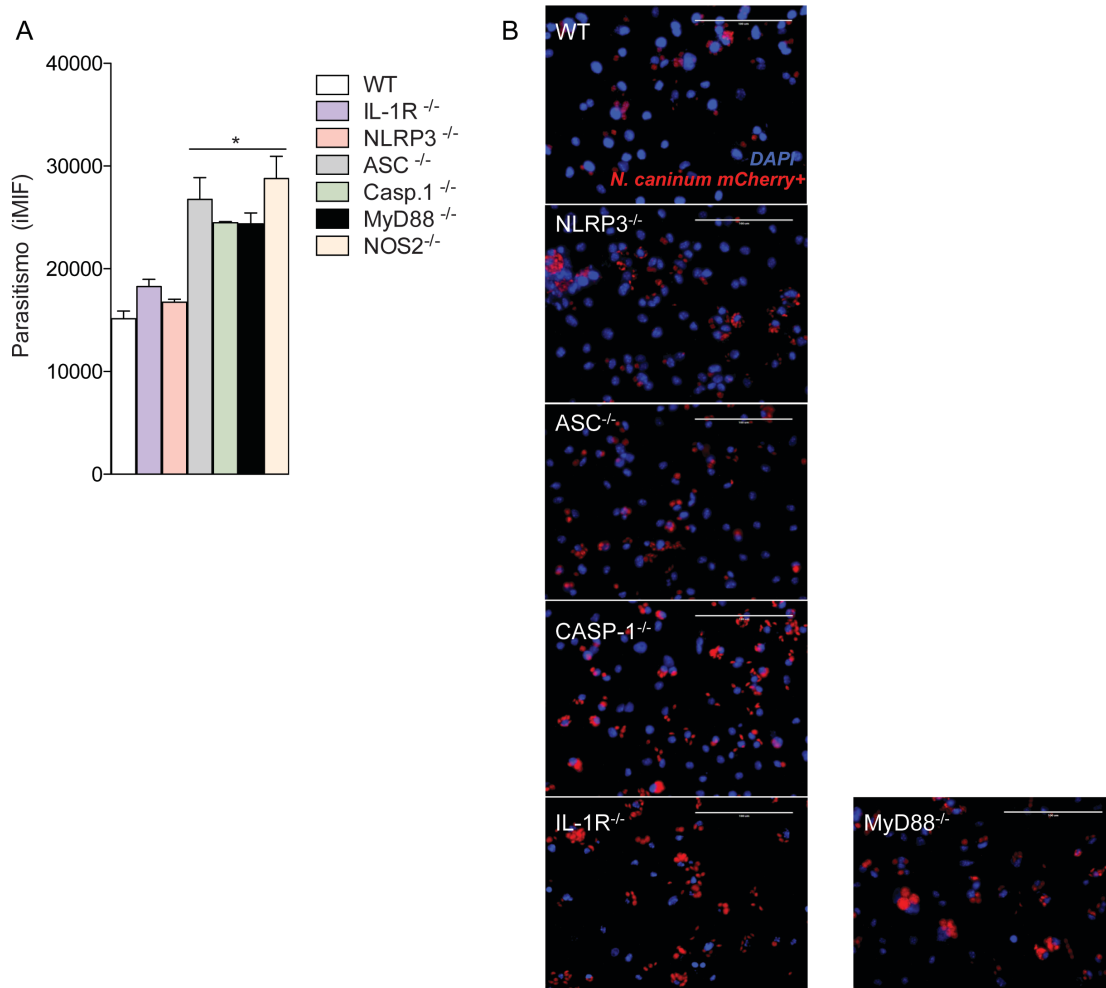 A
Parasitismo (iMIF)
40000
30000
20000
10000
0
*
WT
IL-1R -/-
NLRP3 -/-
ASC -/-
Casp.1 -/-
MyD88 -/-
NOS2-/-
B
WT
DAPI
N. caninum mCherry+
NLRP3-/-
ASC-/-
CASP-1-/-
IL-1R-/-
MyD88-/-